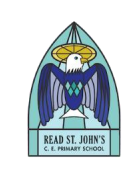 READ ST. JOHN'S
C. E. PRIMARY SCHOOL